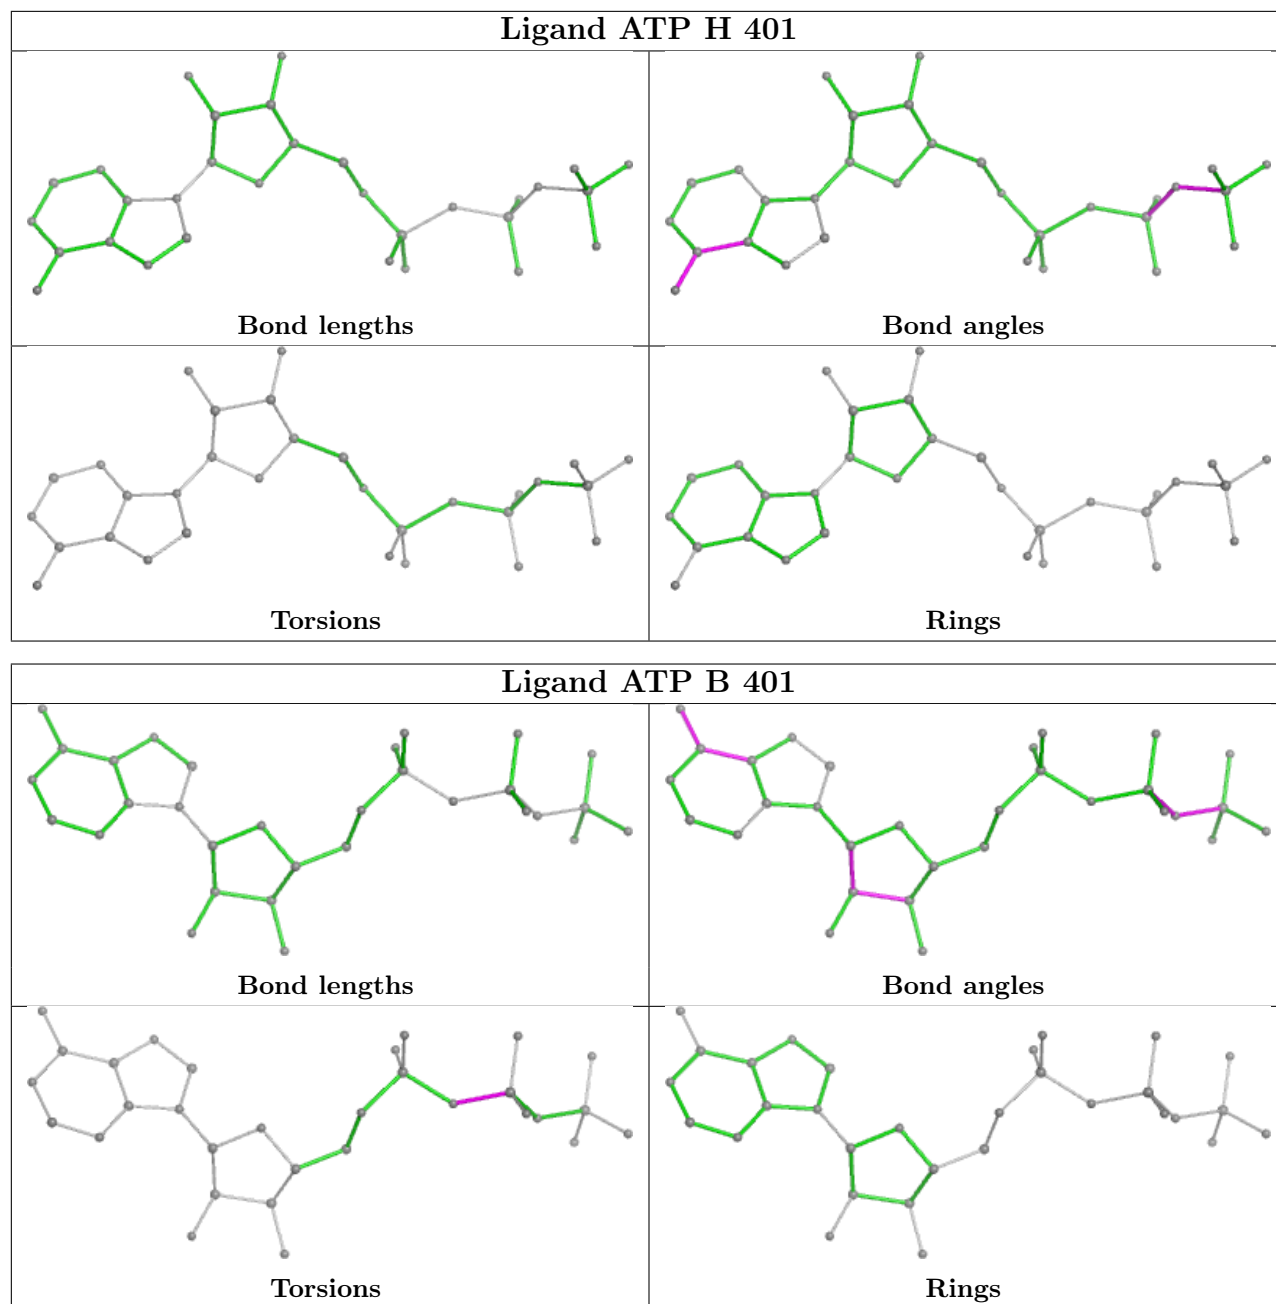 Ligand ATP H 401
Bond lengths
Bond angles
Torsions
Rings
Ligand ATP B 401
Bond lengths
Bond angles
Torsions
Rings